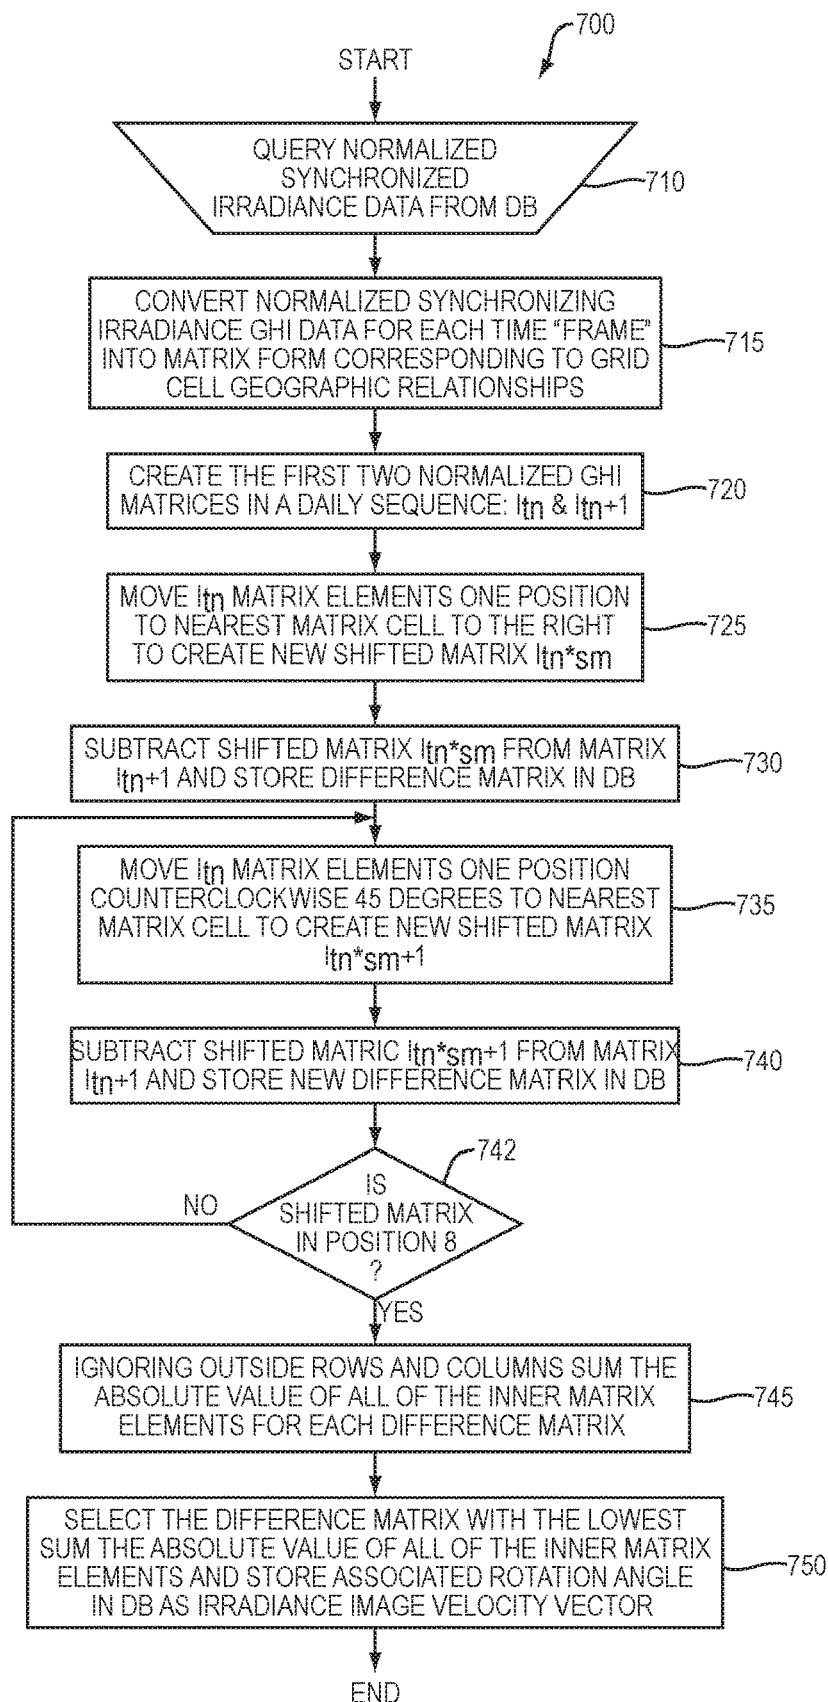 700
START
QUERY NORMALIZED
SYNCHRONIZED
IRRADIANCE DATA FROM DB
710
CONVERT NORMALIZED SYNCHRONIZING
IRRADIANCE GHI DATA FOR EACH TIME “FRAME”
INTO MATRIX FORM CORRESPONDING TO GRID
CELL GEOGRAPHIC RELATIONSHIPS
715
CREATE THE FIRST TWO NORMALIZED GHI
MATRICES IN A DAILY SEQUENCE: Itn & Itn+1
720
MOVE Itn MATRIX ELEMENTS ONE POSITION
TO NEAREST MATRIX CELL TO THE RIGHT
TO CREATE NEW SHIFTED MATRIX Itn*sm
725
SUBTRACT SHIFTED MATRIX Itn*sm FROM MATRIX
Itn+1 AND STORE DIFFERENCE MATRIX IN DB
730
MOVE Itn MATRIX ELEMENTS ONE POSITION
COUNTERCLOCKWISE 45 DEGREES TO NEAREST
MATRIX CELL TO CREATE NEW SHIFTED MATRIX
Itn*sm+1
735
SUBTRACT SHIFTED MATRIC Itn*sm+1 FROM MATRIX
Itn+1 AND STORE NEW DIFFERENCE MATRIX IN DB
740
742
IS
SHIFTED MATRIX
IN POSITION 8
?
NO
YES
IGNORING OUTSIDE ROWS AND COLUMNS SUM THE
ABSOLUTE VALUE OF ALL OF THE INNER MATRIX
ELEMENTS FOR EACH DIFFERENCE MATRIX
745
SELECT THE DIFFERENCE MATRIX WITH THE LOWEST
SUM THE ABSOLUTE VALUE OF ALL OF THE INNER MATRIX
ELEMENTS AND STORE ASSOCIATED ROTATION ANGLE
IN DB AS IRRADIANCE IMAGE VELOCITY VECTOR
750
END